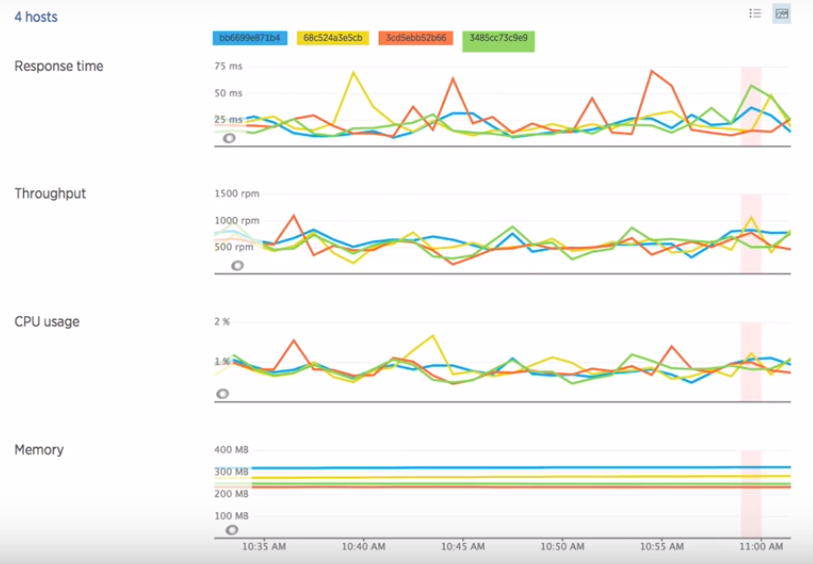 4 hosts
bb6699e871b4 68c524a3e5cb 3cd5ebb52b66 3485cc73c9e9
Response time
75 ms
50 ms
25 ms
Throughput
1500 rpm
1000 rpm
500 rpm
CPU usage
2 %
1 %
Memory
400 MB
300 MB
200 MB
100 MB
10:35 AM 10:40 AM 10:45 AM 10:50 AM 10:55 AM 11:00 AM